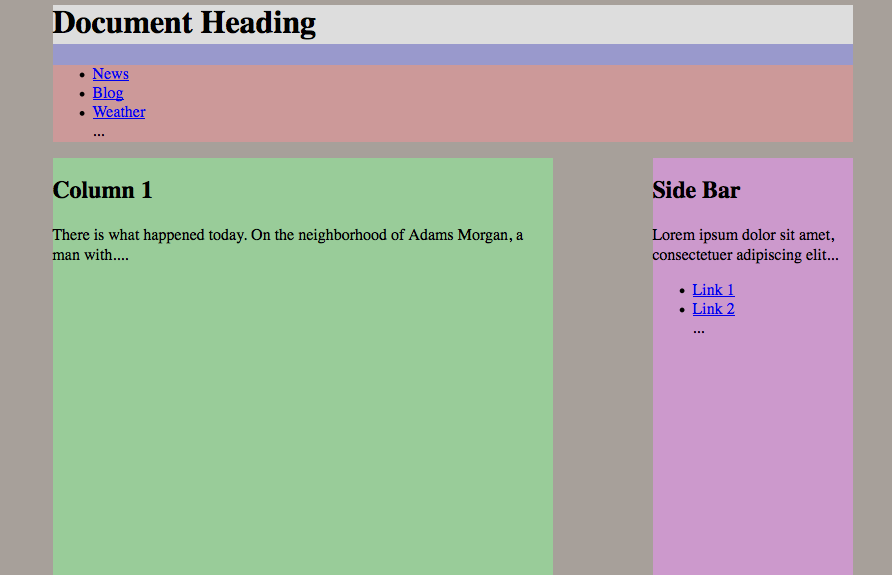 Document Heading
News
Blog
Weather
...
Column 1
There is what happened today. On the neighborhood of Adams Morgan, a
man with....
Side Bar
Lorem ipsum dolor sit amet,
consectetuer adipiscing elit...
Link 1
Link 2
...